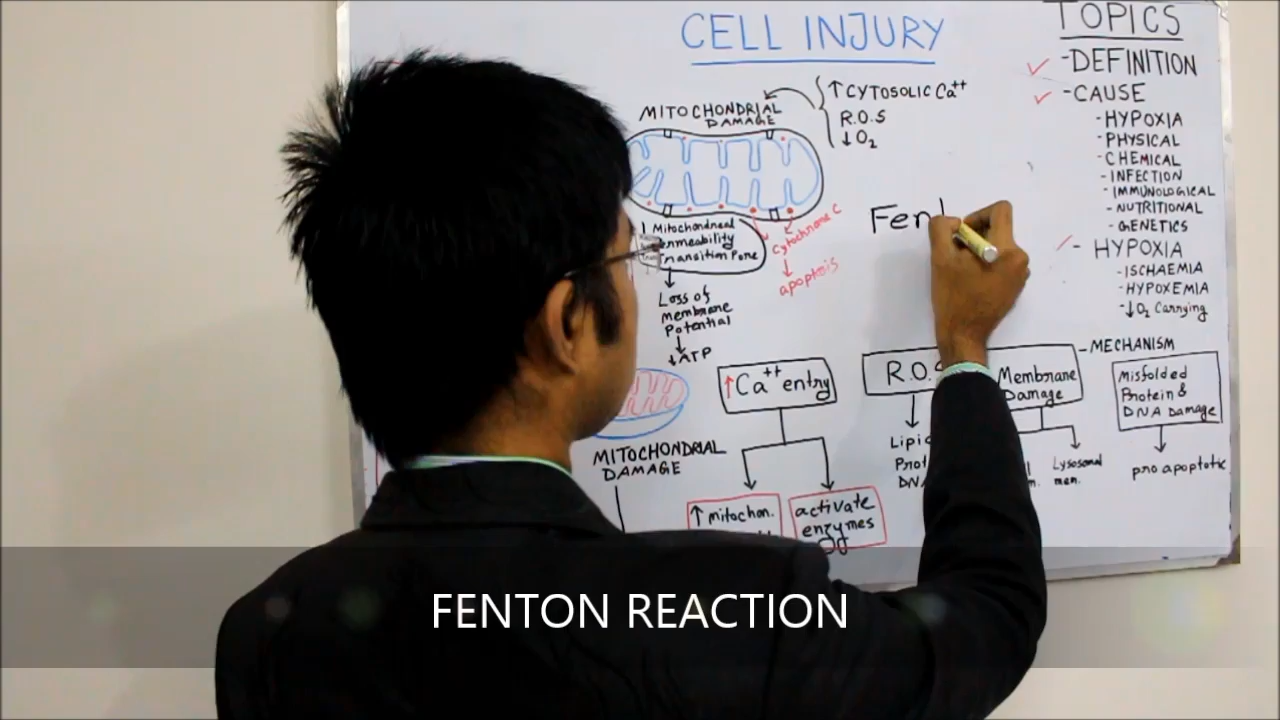 CELL INJURY
MITOCHONDRIAL
DAMAGE
↑ CYTOSOLIC Ca++
R.O.S
↓ O2
Mitochondrial
Permeability
Transition Pore
Cytochrome C
apoptosis
Loss of
membrane
Potential
↓ ATP
MITOCHONDRIAL
DAMAGE
↑ Ca++ entry
↑ mitochon.
activate
enzymes
Fent
R.O.S
Membrane
Damage
Lysosomal
mem.
Misfolded
Protein &
DNA Damage
pro apoptotic
TOPICS
- DEFINITION
- CAUSE
- HYPOXIA
- PHYSICAL
- CHEMICAL
- INFECTION
- IMMUNOLOGICAL
- NUTRITIONAL
- GENETICS
- HYPOXIA
- ISCHAEMIA
- HYPOXEMIA
- ↓O2 Carrying
- MECHANISM
FENTON REACTION